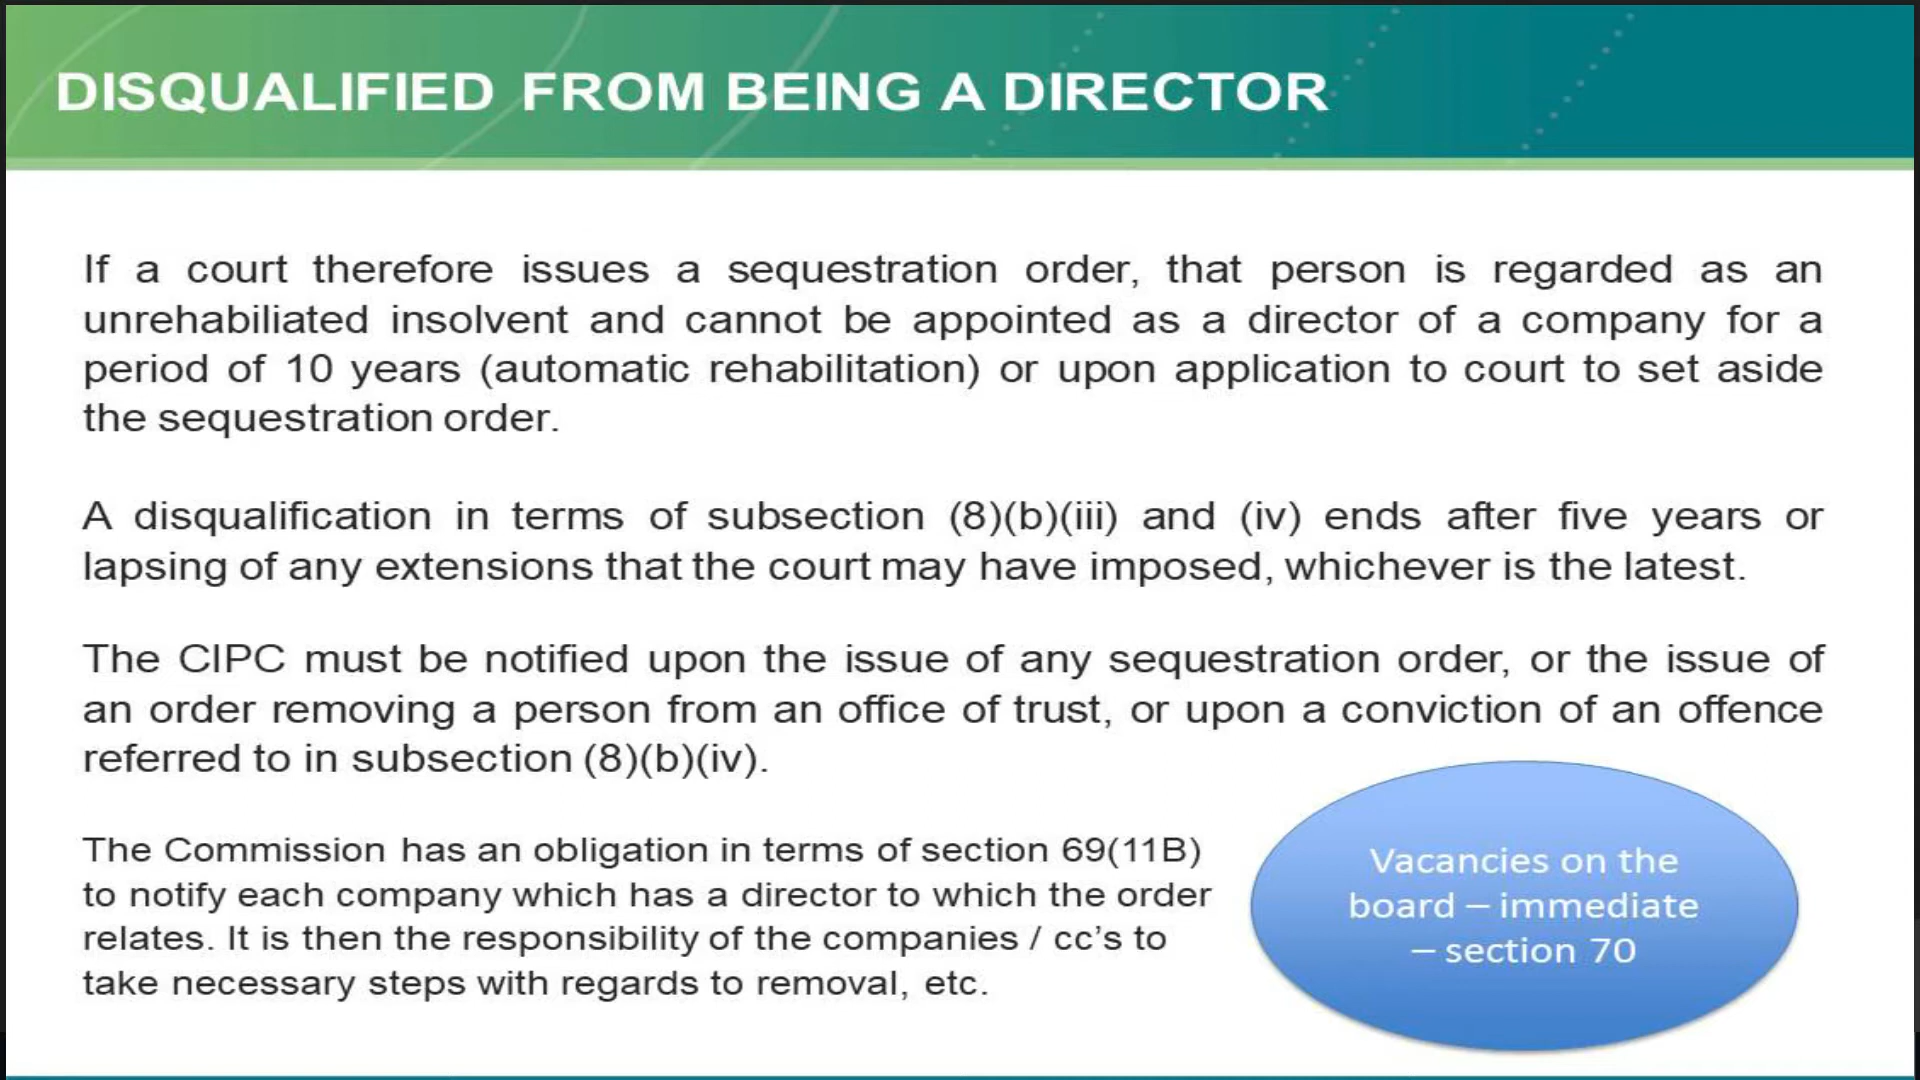 DISQUALIFIED FROM BEING A DIRECTOR
If a court therefore issues a sequestration order, that person is regarded as an
unrehabiliated insolvent and cannot be appointed as a director of a company for a
period of 10 years (automatic rehabilitation) or upon application to court to set aside
the sequestration order.
A disqualification in terms of subsection (8)(b)(iii) and (iv) ends after five years or
lapsing of any extensions that the court may have imposed, whichever is the latest.
The CIPC must be notified upon the issue of any sequestration order, or the issue of
an order removing a person from an office of trust, or upon a conviction of an offence
referred to in subsection (8)(b)(iv).
The Commission has an obligation in terms of section 69(11B)
to notify each company which has a director to which the order
relates. It is then the responsibility of the companies / cc's to
take necessary steps with regards to removal, etc.
Vacancies on the
board – immediate
– section 70